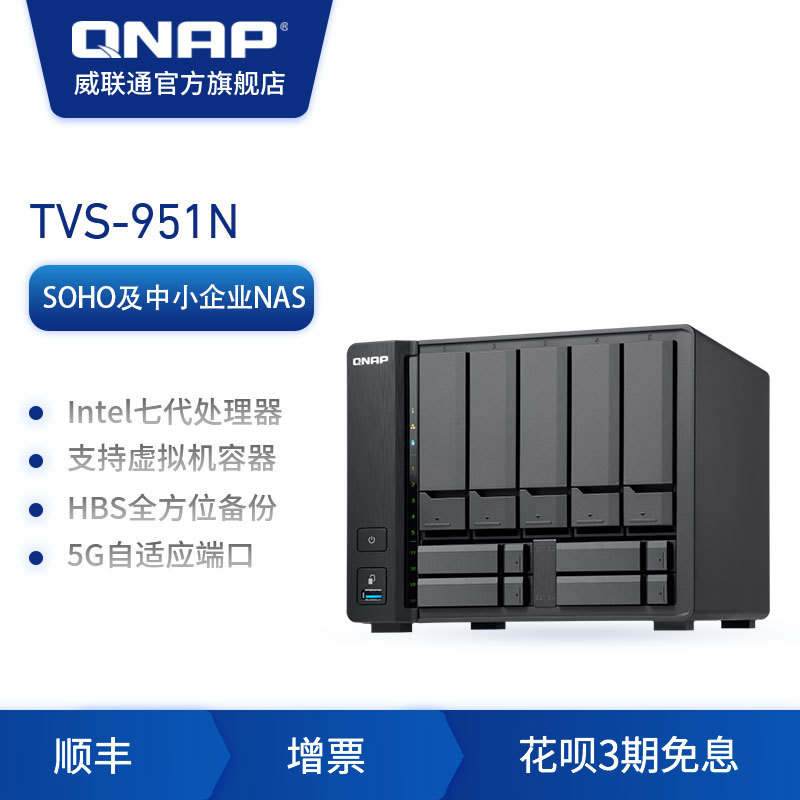 QNAP®
威联通官方旗舰店
TVS-951N
SOHO及中小企业NAS
Intel七代处理器
支持虚拟机容器
HBS全方位备份
5G自适应端口
QNAP
顺丰
增票
花呗3期免息